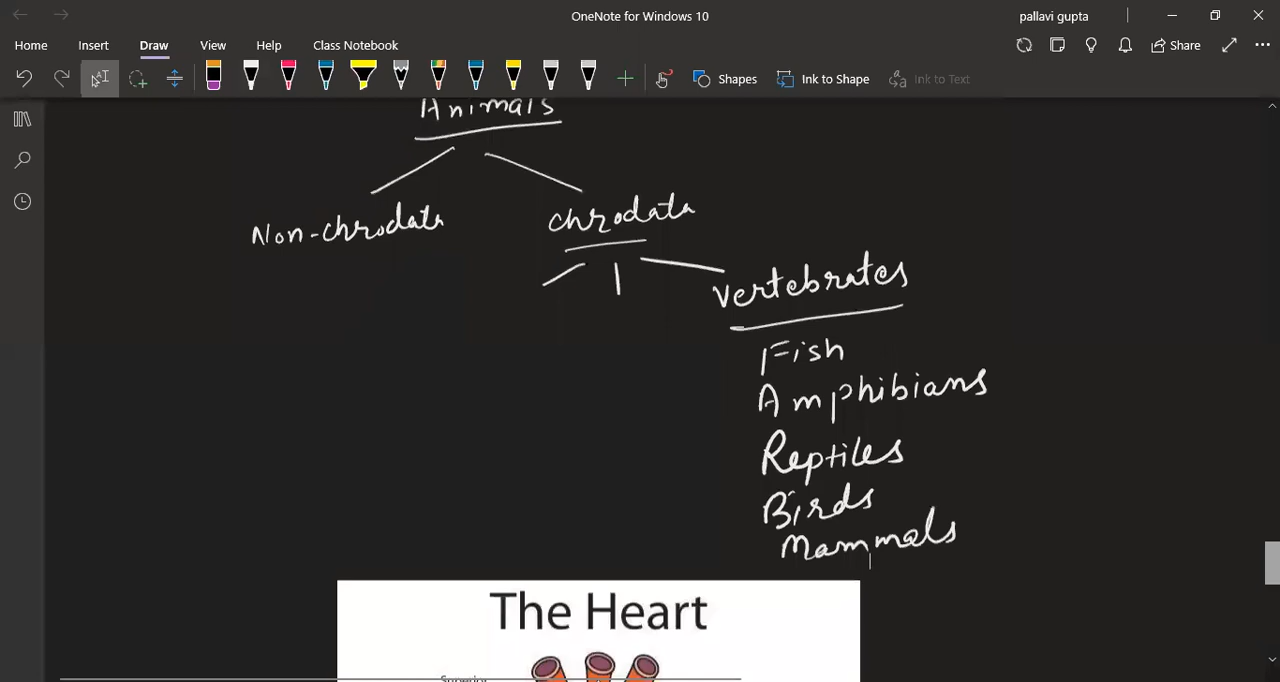 OneNote for Windows 10
pallavi gupta
Home Insert Draw View Help Class Notebook
Share
Shapes Ink to Shape Ink to Text
Animals
Non-chrodata
chrodata
Vertebrates
Fish
Amphibians
Reptiles
Birds
Mammals
The Heart
Superior